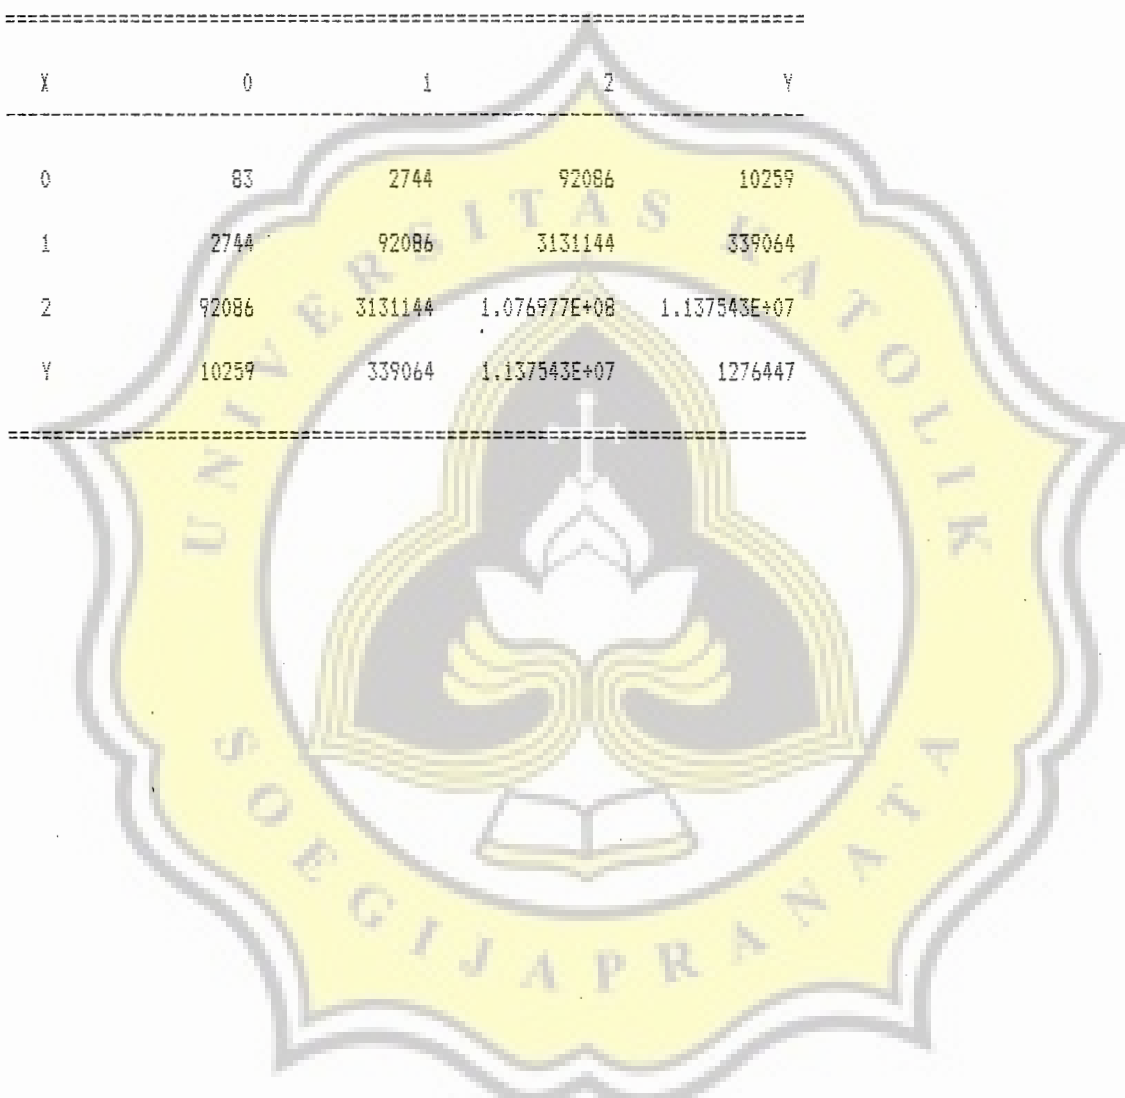 X 0 1 2 Y
0 83 2744 92086 10259
1 2744 92086 3131144 339064
2 92086 3131144 1.076977E+08 1.137543E+07
Y 10259 339064 1.137543E+07 1276447
UNIVERSITAS KATOLIK
SOEGIJAPRANATA